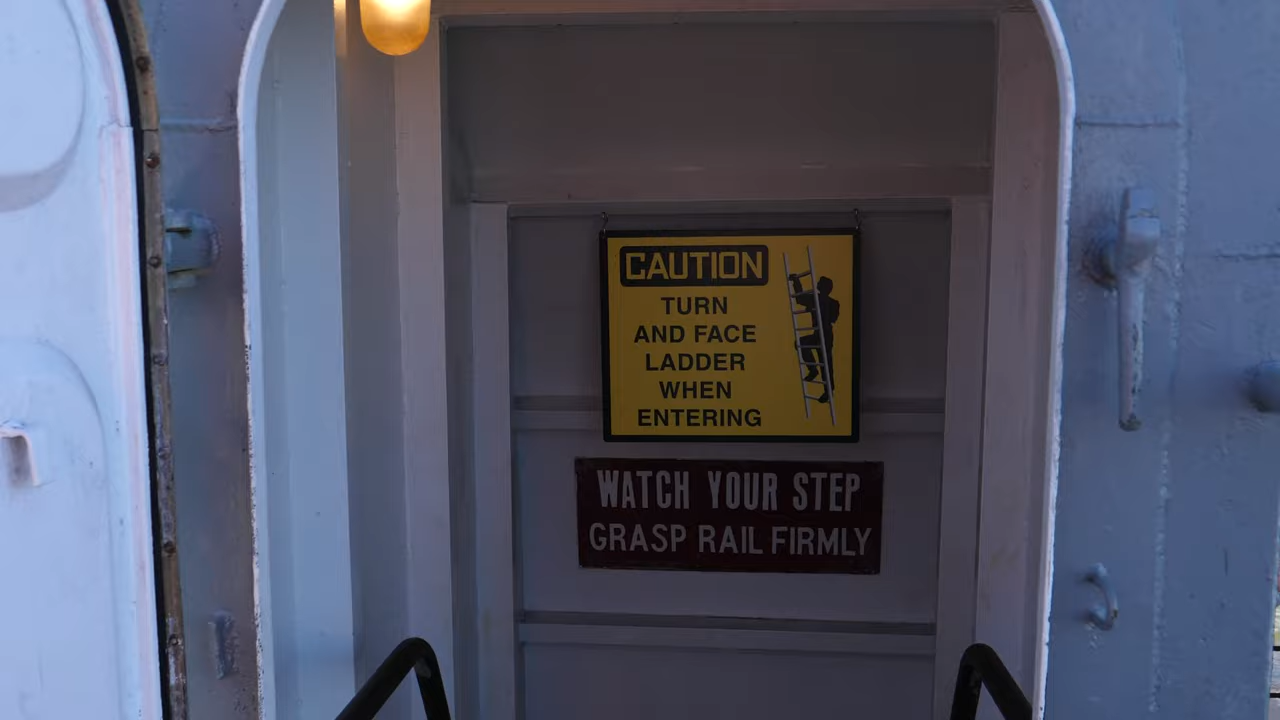 CAUTION
TURN
AND FACE
LADDER
WHEN
ENTERING
WATCH YOUR STEP
GRASP RAIL FIRMLY